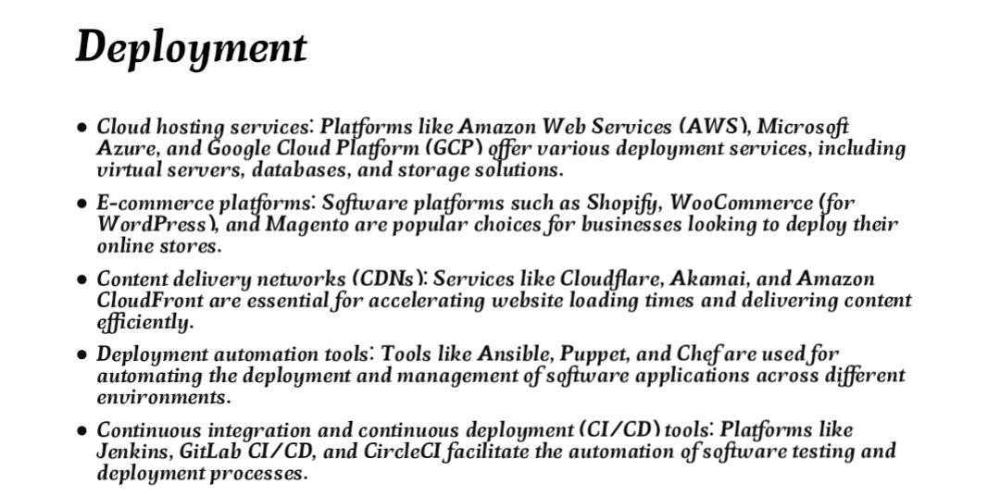 Deployment
● Cloud hosting services: Platforms like Amazon Web Services (AWS), Microsoft
Azure, and Google Cloud Platform (GCP) offer various deployment services, including
virtual servers, databases, and storage solutions.
● E-commerce platforms: Software platforms such as Shopify, WooCommerce (for
WordPress), and Magento are popular choices for businesses looking to deploy their
online stores.
● Content delivery networks (CDNs): Services like Cloudflare, Akamai, and Amazon
CloudFront are essential for accelerating website loading times and delivering content
efficiently.
● Deployment automation tools: Tools like Ansible, Puppet, and Chef are used for
automating the deployment and management of software applications across different
environments.
● Continuous integration and continuous deployment (CI/CD) tools: Platforms like
Jenkins, GitLab CI/CD, and CircleCI facilitate the automation of software testing and
deployment processes.